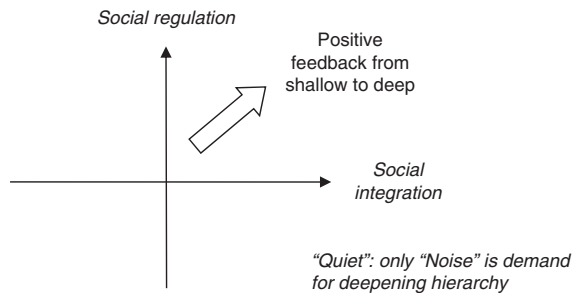 Social regulation
Positive
feedback from
shallow to deep
Social
integration
“Quiet”: only “Noise” is demand
for deepening hierarchy